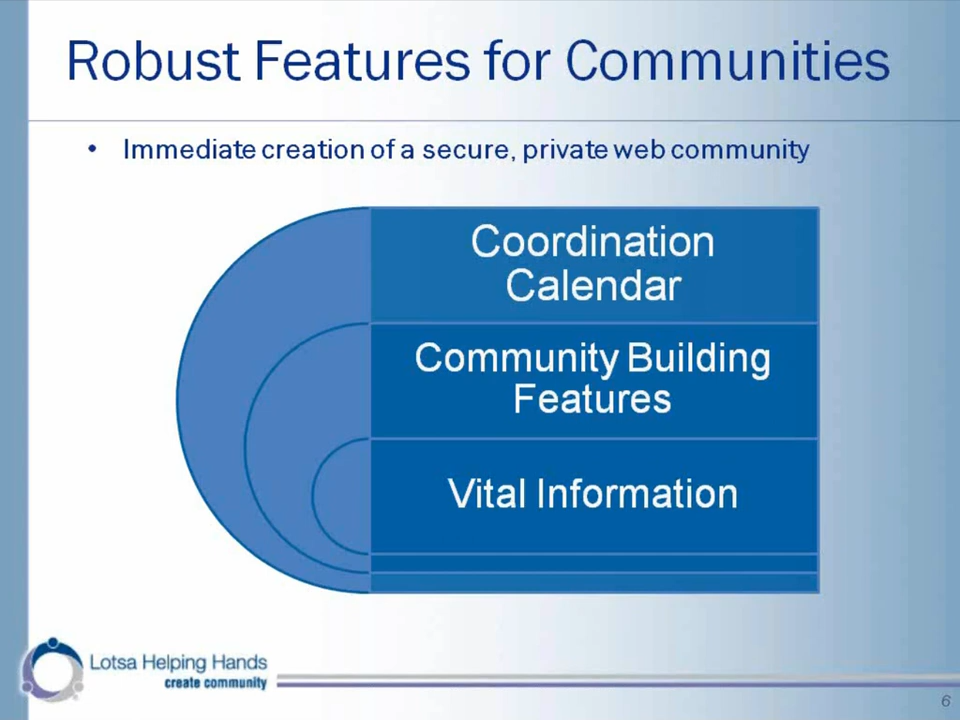 Robust Features for Communities
• Immediate creation of a secure, private web community
Coordination
Calendar
Community Building
Features
Vital Information
Lotsa Helping Hands
create community
6